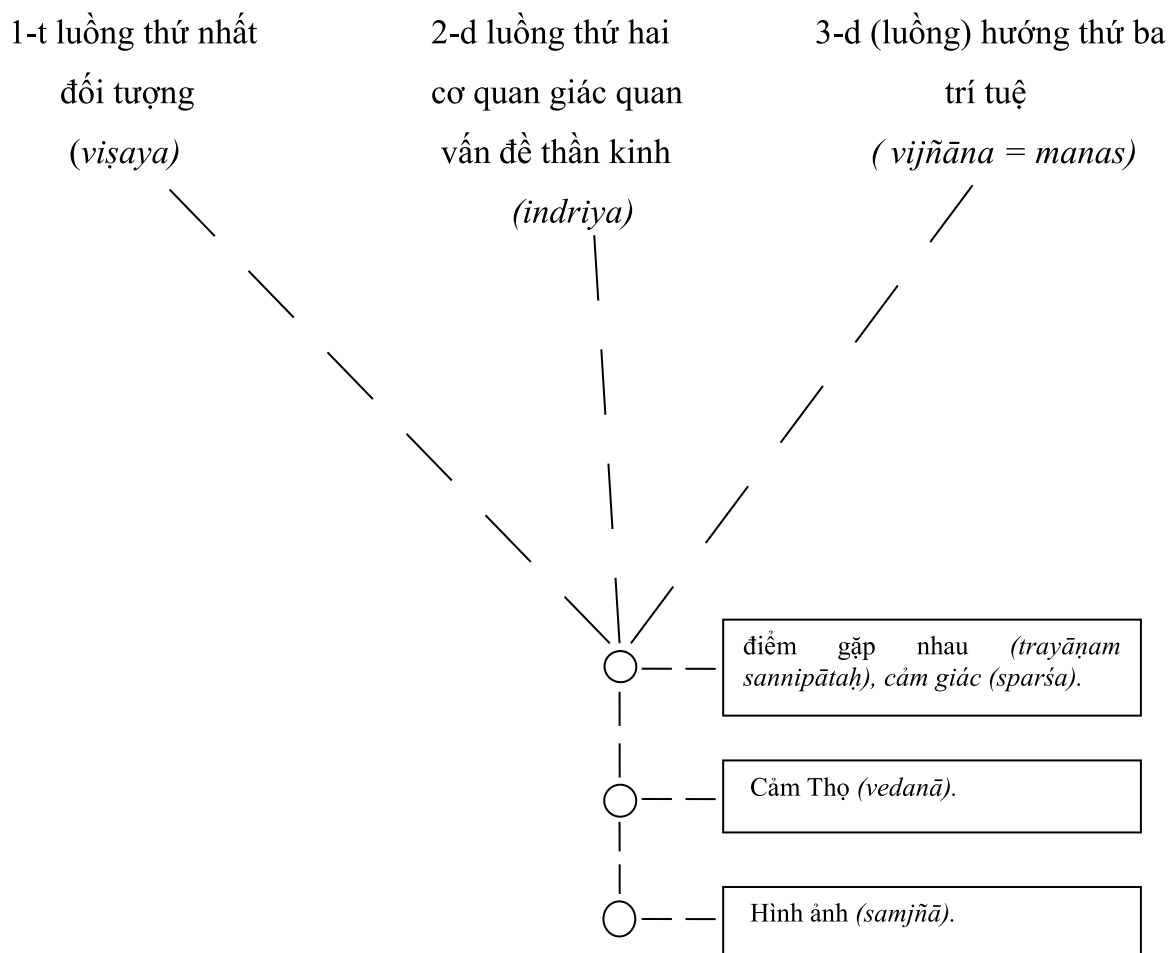 1-t luồng thứ nhất
đối tượng
(viṣaya)
2-d luồng thứ hai
cơ quan giác quan
vấn đề thần kinh
(indriya)
3-d (luồng) hướng thứ ba
trí tuệ
( vijñāna = manas)
điểm gặp nhau (trayāṇam
sannipātaḥ), cảm giác (sparśa).
Cảm Thọ (vedanā).
Hình ảnh (samjñā).